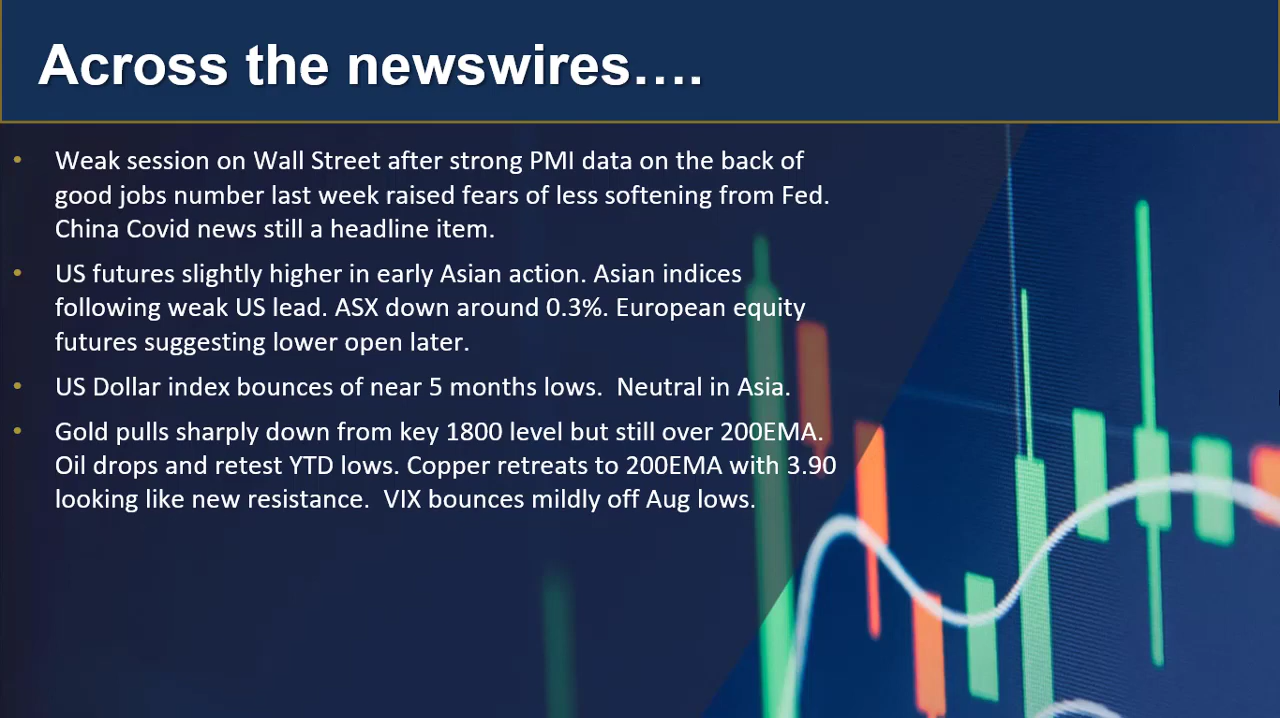 Across the newswires….
• Weak session on Wall Street after strong PMI data on the back of
good jobs number last week raised fears of less softening from Fed.
China Covid news still a headline item.
• US futures slightly higher in early Asian action. Asian indices
following weak US lead. ASX down around 0.3%. European equity
futures suggesting lower open later.
• US Dollar index bounces of near 5 months lows.  Neutral in Asia.
• Gold pulls sharply down from key 1800 level but still over 200EMA.
Oil drops and retest YTD lows. Copper retreats to 200EMA with 3.90
looking like new resistance.  VIX bounces mildly off Aug lows.